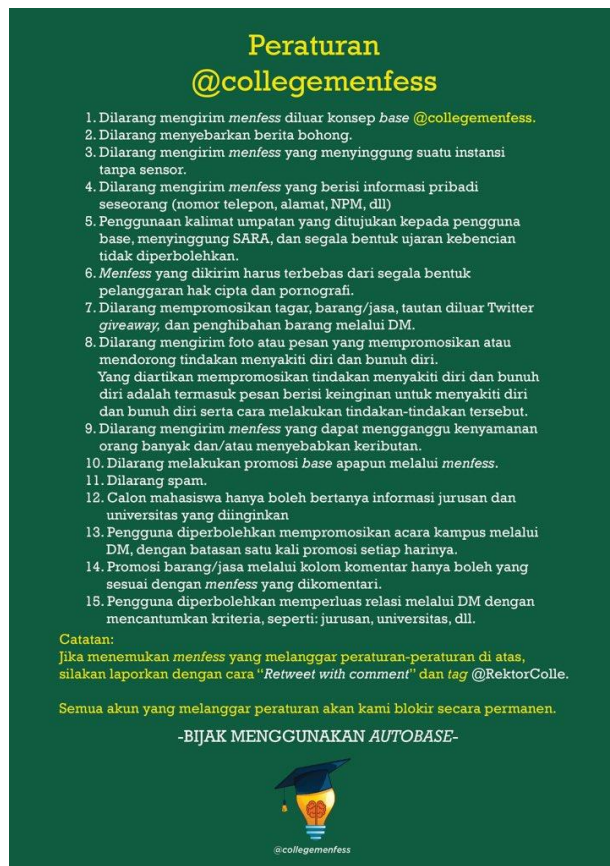 Peraturan
@collegemenfess
1. Dilarang mengirim menfess diluar konsep base @collegemenfess.
2. Dilarang menyebarkan berita bohong.
3. Dilarang mengirim menfess yang menyinggung suatu instansi
tanpa sensor.
4. Dilarang mengirim menfess yang berisi informasi pribadi
seseorang (nomor telepon, alamat, NPM, dll)
5. Penggunaan kalimat umpatan yang ditujukan kepada pengguna
base, menyinggung SARA, dan segala bentuk ujaran kebencian
tidak diperbolehkan.
6. Menfess yang dikirim harus terbebas dari segala bentuk
pelanggaran hak cipta dan pornografi.
7. Dilarang mempromosikan tagar, barang/jasa, tautan diluar Twitter
giveaway, dan penghibahan barang melalui DM.
8. Dilarang mengirim foto atau pesan yang mempromosikan atau
mendorong tindakan menyakiti diri dan bunuh diri.
Yang diartikan mempromosikan tindakan menyakiti diri dan bunuh
diri adalah termasuk pesan berisi keinginan untuk menyakiti diri
dan bunuh diri serta cara melakukan tindakan-tindakan tersebut.
9. Dilarang mengirim menfess yang dapat mengganggu kenyamanan
orang banyak dan/atau menyebabkan keributan.
10. Dilarang melakukan promosi base apapun melalui menfess.
11. Dilarang spam.
12. Calon mahasiswa hanya boleh bertanya informasi jurusan dan
universitas yang diinginkan
13. Pengguna diperbolehkan mempromosikan acara kampus melalui
DM, dengan batasan satu kali promosi setiap harinya.
14. Promosi barang/jasa melalui kolom komentar hanya boleh yang
sesuai dengan menfess yang dikomentari.
15. Pengguna diperbolehkan memperluas relasi melalui DM dengan
mencantumkan kriteria, seperti: jurusan, universitas, dll.
Catatan:
Jika menemukan menfess yang melanggar peraturan-peraturan di atas,
silakan laporkan dengan cara “Retweet with comment” dan tag @RektorColle.
Semua akun yang melanggar peraturan akan kami blokir secara permanen.
-BIJAK MENGGUNAKAN AUTOBASE-
@collegemenfess